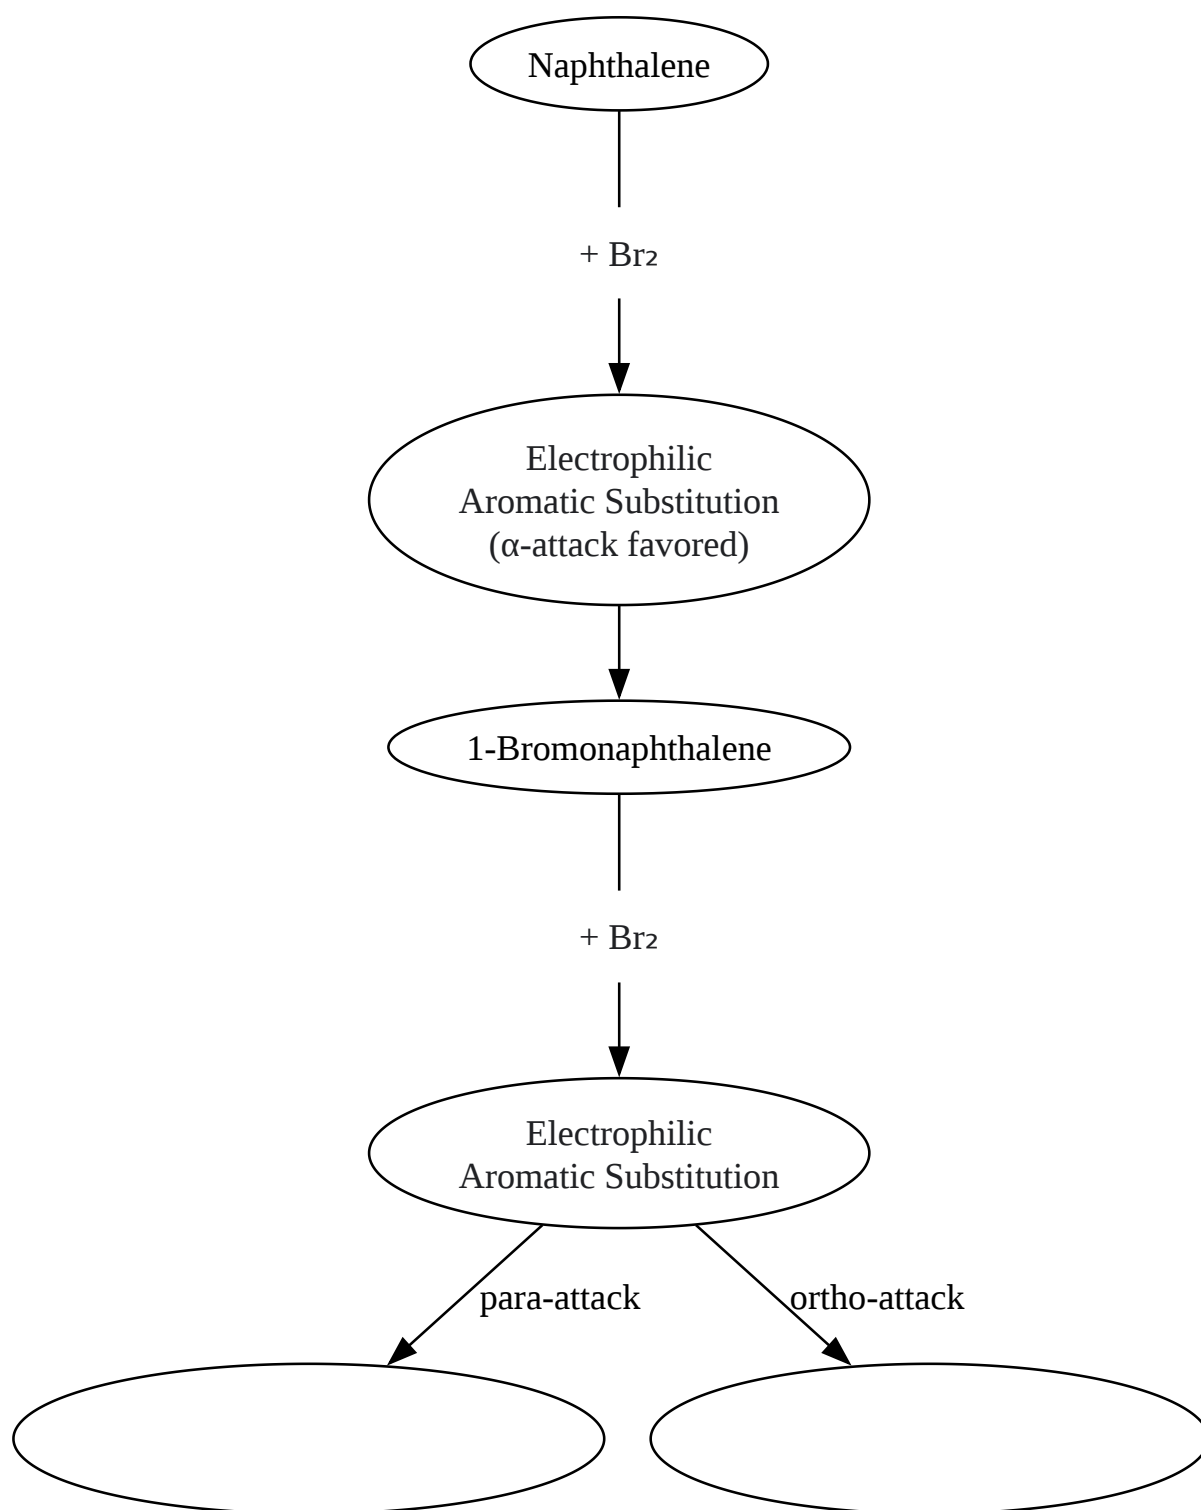 Naphthalene
+ Br₂
Electrophilic
Aromatic Substitution
(α-attack favored)
1-Bromonaphthalene
+ Br₂
Electrophilic
Aromatic Substitution
para-attack
ortho-attack